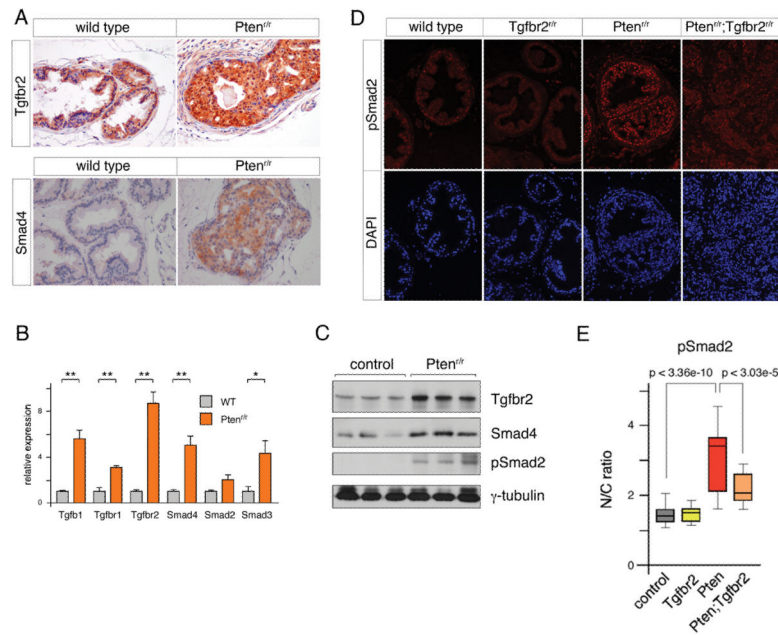 A
wild type
Pten^r/r
Tgfbr2
wild type
Pten^r/r
Smad4
B
** ** ** ** *
WT
Pten^r/r
relative expression
8
4
0
Tgfb1 Tgfbr1 Tgfbr2 Smad4 Smad2 Smad3
C
control Pten^r/r
Tgfbr2
Smad4
pSmad2
γ-tubulin
D
wild type Tgfbr2^r/r Pten^r/r Pten^r/r;Tgfbr2^r/r
pSmad2
DAPI
E
pSmad2
p < 3.36e-10 p < 3.03e-5
N/C ratio
4
2
0
control Tgfbr2 Pten Pten;Tgfbr2